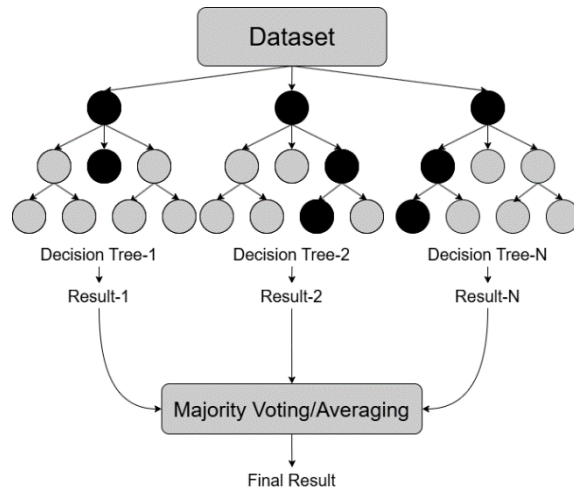 Dataset
Decision Tree-1
Decision Tree-2
Decision Tree-N
Result-1
Result-2
Result-N
Majority Voting/Averaging
Final Result